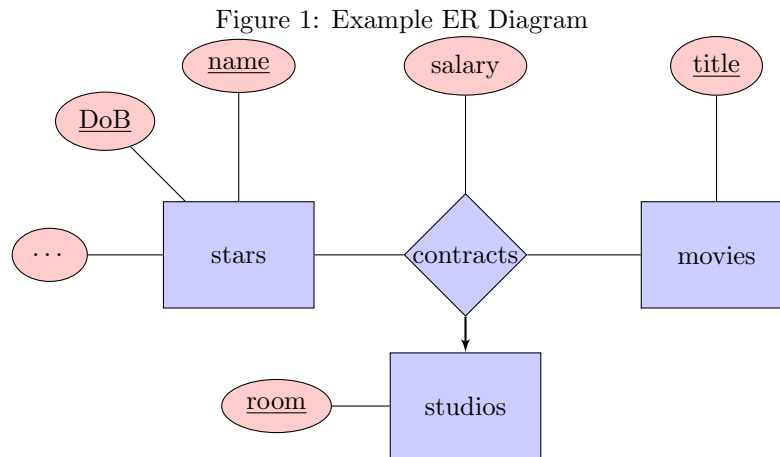 Figure 1: Example ER Diagram
name
salary
title
DoB
...
stars
contracts
movies
room
studios